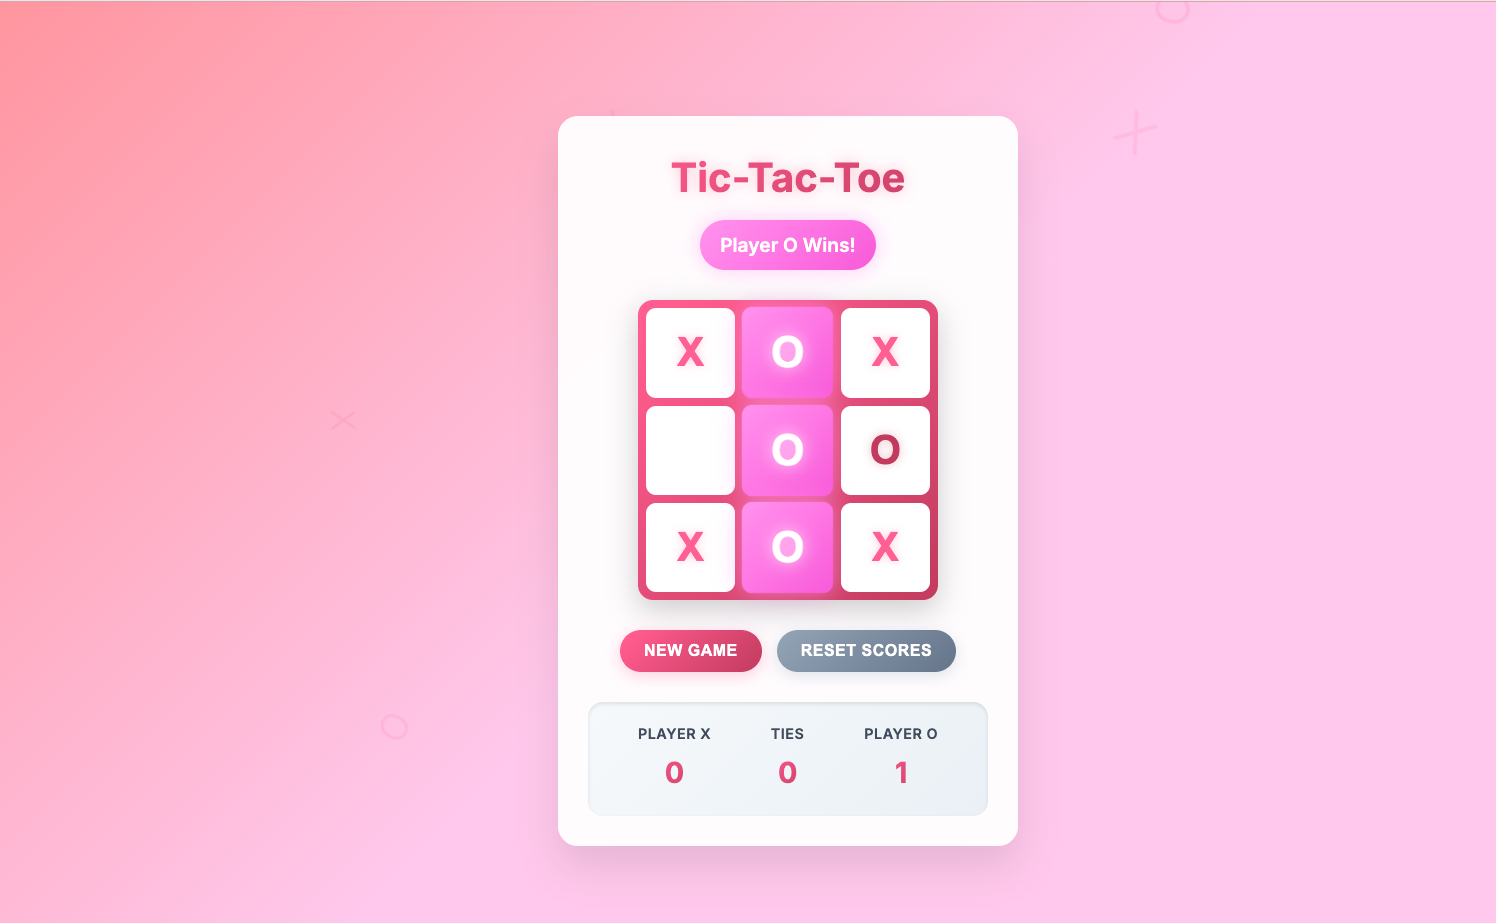 Tic-Tac-Toe
Player O Wins!
X O X
O O
X O X
NEW GAME RESET SCORES
PLAYER X TIES PLAYER O
0 0 1